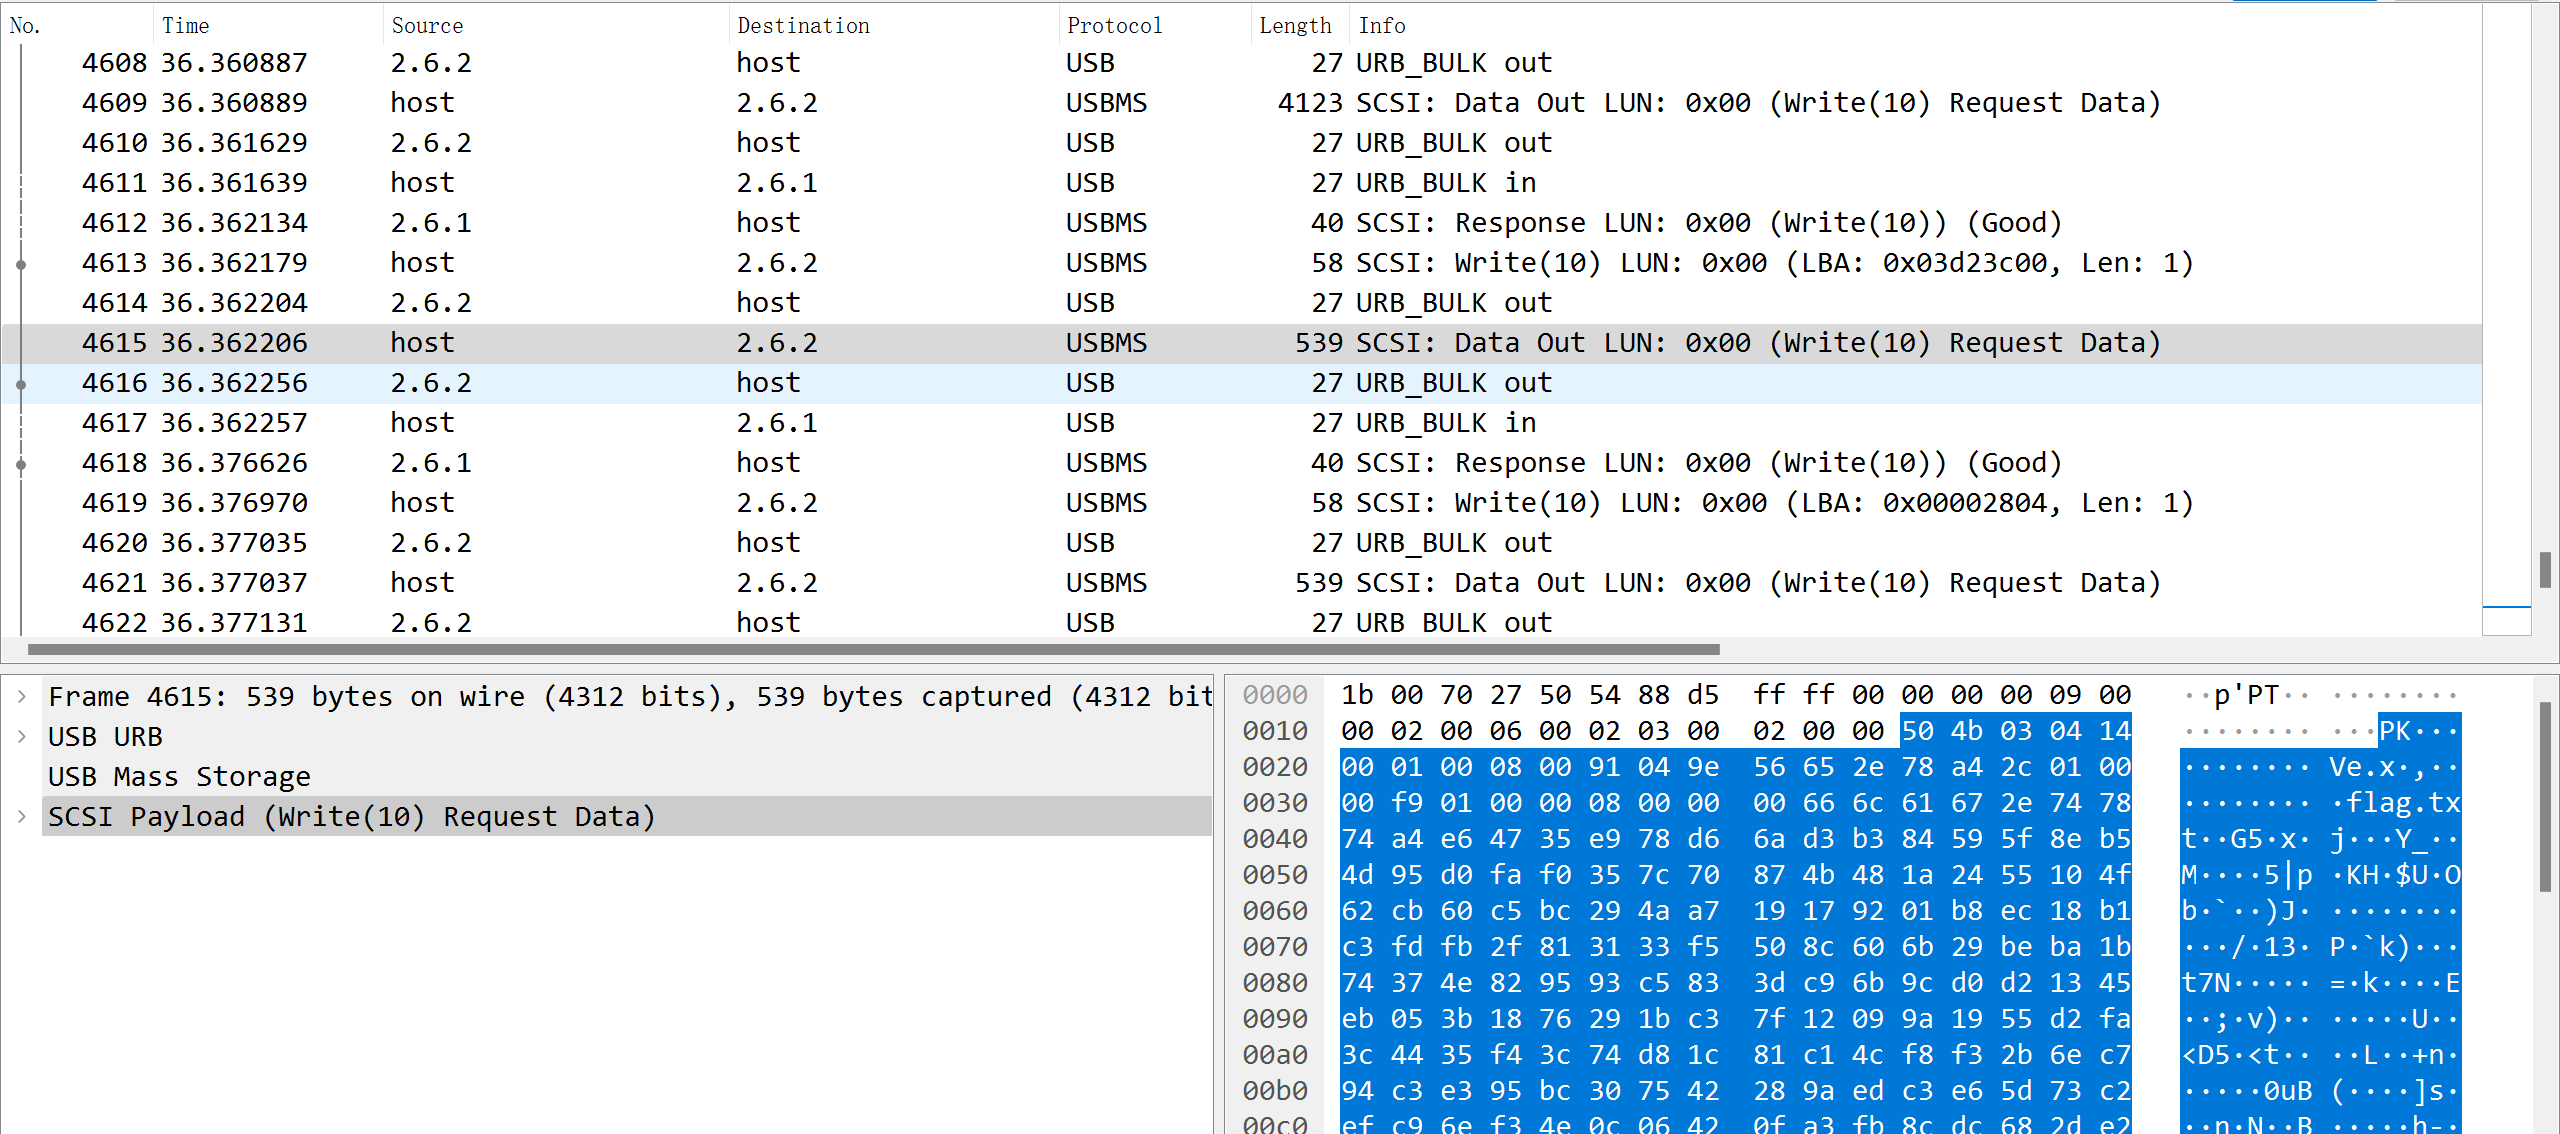 No. Time Source Destination Protocol Length Info
4608 36.360887 2.6.2 host USB 27 URB_BULK out
4609 36.360889 host 2.6.2 USBMS 4123 SCSI: Data Out LUN: 0x00 (Write(10) Request Data)
4610 36.361629 2.6.2 host USB 27 URB_BULK out
4611 36.361639 host 2.6.1 USB 27 URB_BULK in
4612 36.362134 2.6.1 host USBMS 40 SCSI: Response LUN: 0x00 (Write(10)) (Good)
4613 36.362179 host 2.6.2 USBMS 58 SCSI: Write(10) LUN: 0x00 (LBA: 0x03d23c00, Len: 1)
4614 36.362204 2.6.2 host USB 27 URB_BULK out
4615 36.362206 host 2.6.2 USBMS 539 SCSI: Data Out LUN: 0x00 (Write(10) Request Data)
4616 36.362256 2.6.2 host USB 27 URB_BULK out
4617 36.362257 host 2.6.1 USB 27 URB_BULK in
4618 36.376626 2.6.1 host USBMS 40 SCSI: Response LUN: 0x00 (Write(10)) (Good)
4619 36.376970 host 2.6.2 USBMS 58 SCSI: Write(10) LUN: 0x00 (LBA: 0x00002804, Len: 1)
4620 36.377035 2.6.2 host USB 27 URB_BULK out
4621 36.377037 host 2.6.2 USBMS 539 SCSI: Data Out LUN: 0x00 (Write(10) Request Data)
4622 36.377131 2.6.2 host USB 27 URB_BULK out
Frame 4615: 539 bytes on wire (4312 bits), 539 bytes captured (4312 bit
USB URB
USB Mass Storage
SCSI Payload (Write(10) Request Data)
0000 1b 00 70 27 50 54 88 d5 ff ff 00 00 00 00 09 00 ··p'PT·· ········
0010 00 02 00 06 00 02 03 00 02 00 00 50 4b 03 04 14 ········ ···PK···
0020 00 01 00 08 00 91 04 9e 56 65 2e 78 a4 2c 01 00 ········ Ve.x·,··
0030 00 f9 01 00 00 08 00 00 00 66 6c 61 67 2e 74 78 ········ ·flag.tx
0040 74 a4 e6 47 35 e9 78 d6 6a d3 b3 84 59 5f 8e b5 t··G5·x· j···Y_··
0050 4d 95 d0 fa f0 35 7c 70 87 4b 48 1a 24 55 10 4f M····5|p ·KH·$U·O
0060 62 cb 60 c5 bc 29 4a a7 19 17 92 01 b8 ec 18 b1 b·`··)J· ········
0070 c3 fd fb 2f 81 31 33 f5 50 8c 60 6b 29 be ba 1b ···/·13· P·`k)···
0080 74 37 4e 82 95 93 c5 83 3d c9 6b 9c d0 d2 13 45 t7N····· =·k····E
0090 eb 05 3b 18 76 29 1b c3 7f 12 09 9a 19 55 d2 fa ··;·v)·· ·····U··
00a0 3c 44 35 f4 3c 74 d8 1c 81 c1 4c f8 f3 2b 6e c7 <D5·<t·· ··L··+n·
00b0 94 c3 e3 95 bc 30 75 42 28 9a ed c3 e6 5d 73 c2 ·····0uB (····]s·
00c0 ef c9 6e f3 4e 0c 06 42 0f a3 fb 8c dc 68 2d e2 ··n·N··B ·····h-·